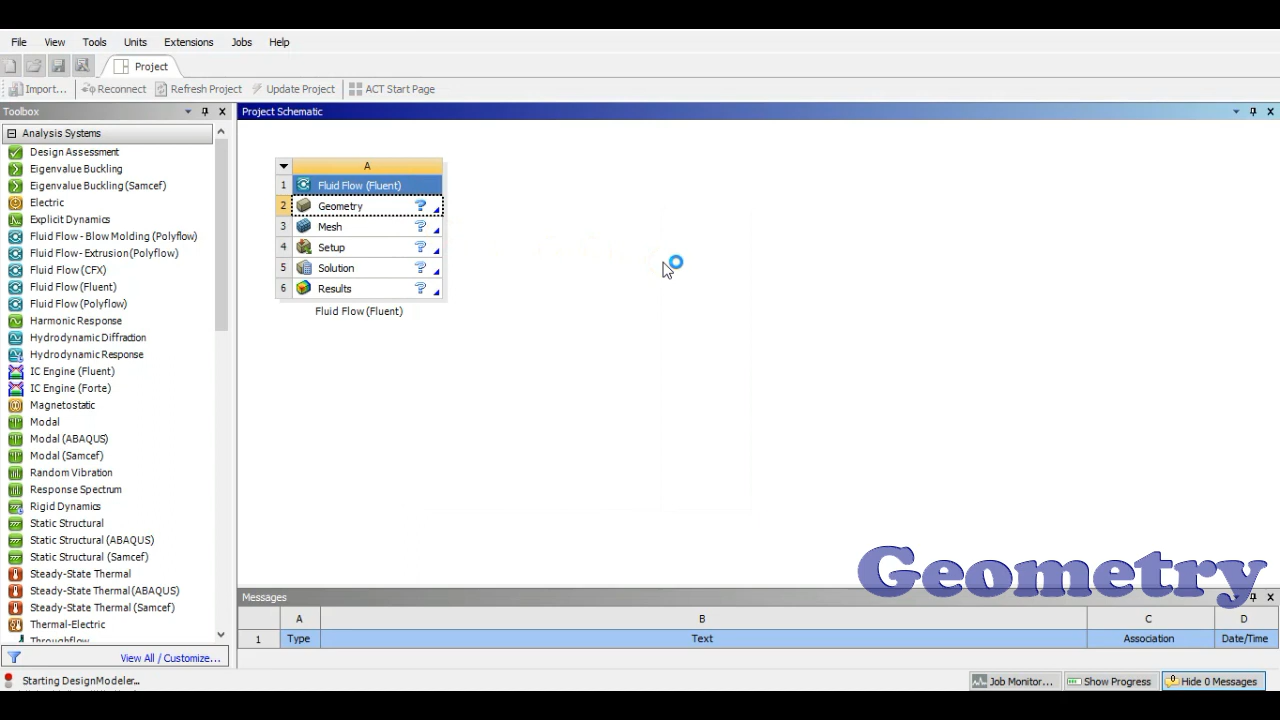 File View Tools Units Extensions Jobs Help
Project
Import... Reconnect Refresh Project Update Project ACT Start Page
Toolbox
Project Schematic
Analysis Systems
Design Assessment
Eigenvalue Buckling
Eigenvalue Buckling (Samcef)
Electric
Explicit Dynamics
Fluid Flow - Blow Molding (Polyflow)
Fluid Flow - Extrusion (Polyflow)
Fluid Flow (CFX)
Fluid Flow (Fluent)
Fluid Flow (Polyflow)
Harmonic Response
Hydrodynamic Diffraction
Hydrodynamic Response
IC Engine (Fluent)
IC Engine (Forte)
Magnetostatic
Modal
Modal (ABAQUS)
Modal (Samcef)
Random Vibration
Response Spectrum
Rigid Dynamics
Static Structural
Static Structural (ABAQUS)
Static Structural (Samcef)
Steady-State Thermal
Steady-State Thermal (ABAQUS)
Steady-State Thermal (Samcef)
Thermal-Electric
Throughflow
View All / Customize...
A
1 Fluid Flow (Fluent)
2 Geometry ?
3 Mesh ?
4 Setup ?
5 Solution ?
6 Results ?
Fluid Flow (Fluent)
Geometry
Messages
A B C D
1 Type Text Association Date/Time
Starting DesignModeler...
Job Monitor... Show Progress Hide 0 Messages